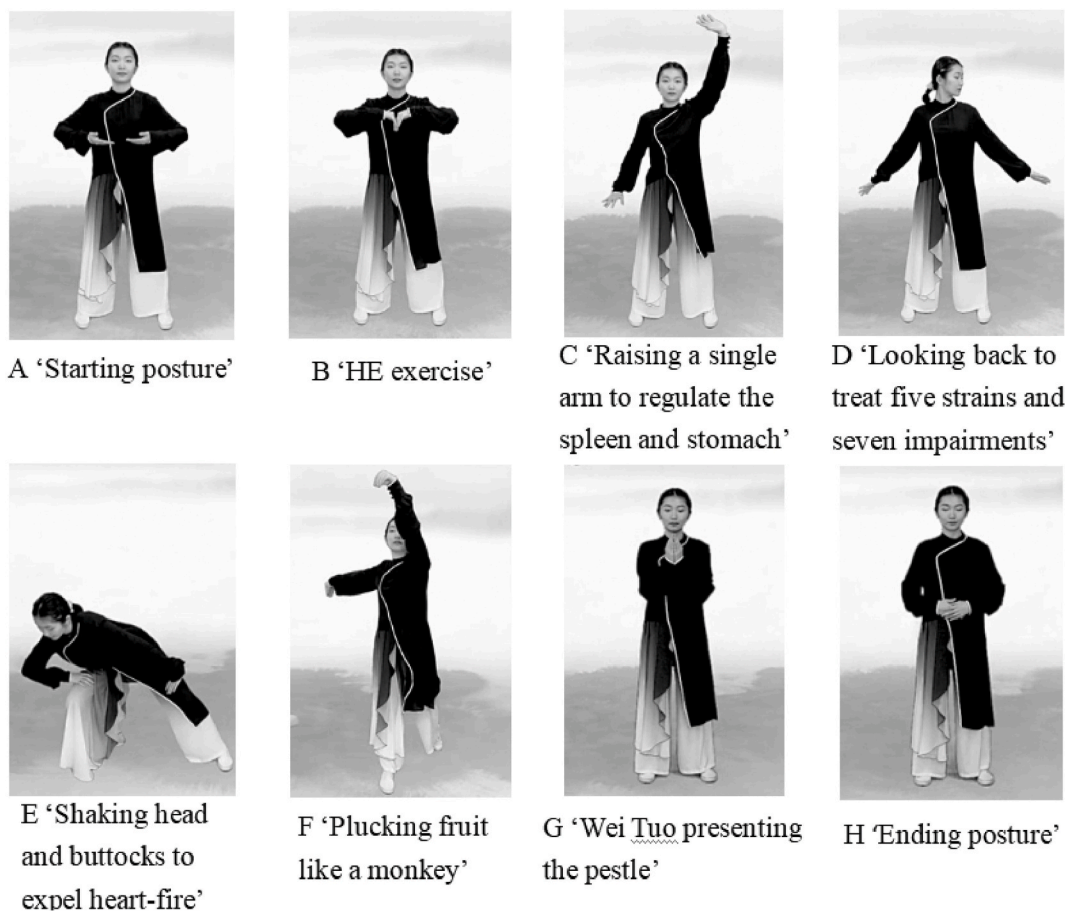 A ‘Starting posture’
B ‘HE exercise’
C ‘Raising a single
arm to regulate the
spleen and stomach’
D ‘Looking back to
treat five strains and
seven impairments’
E ‘Shaking head
and buttocks to
expel heart-fire’
F ‘Plucking fruit
like a monkey’
G ‘Wei Tuo presenting
the pestle’
H ‘Ending posture’